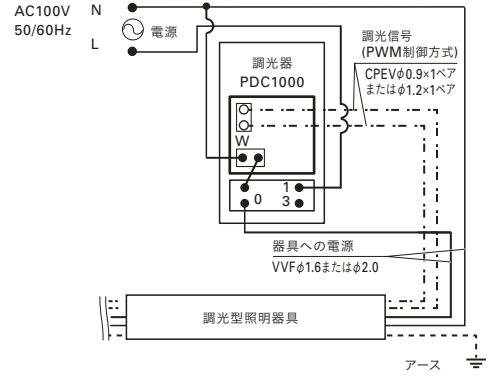 AC100V
50/60Hz
N
L
電源
調光器
PDC1000
W
0
1
3
調光信号
(PWM制御方式)
CPEVφ0.9×1ペア
またはφ1.2×1ペア
器具への電源
VVFφ1.6またはφ2.0
調光型照明器具
アース